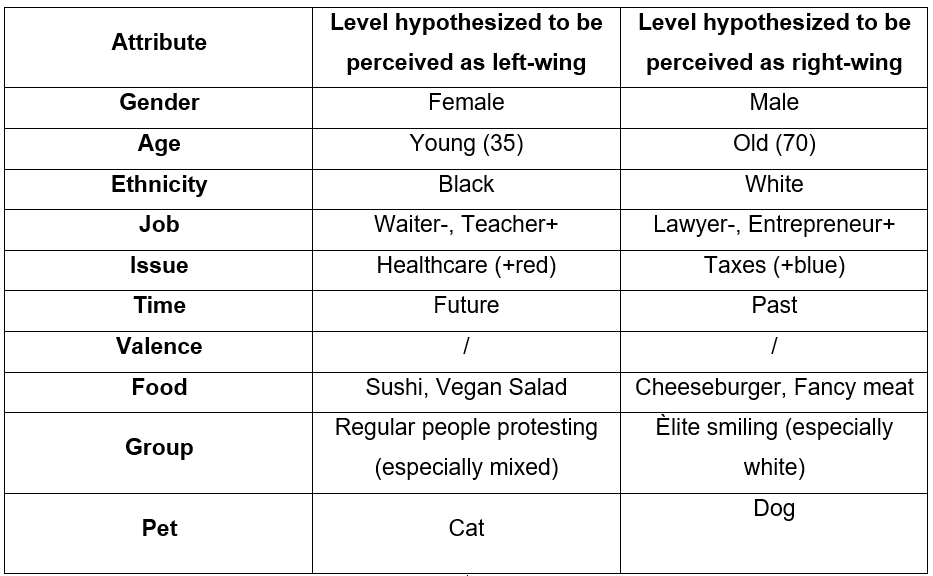 Attribute
Level hypothesized to be
perceived as left-wing
Level hypothesized to be
perceived as right-wing
Gender
Female
Male
Age
Young (35)
Old (70)
Ethnicity
Black
White
Job
Waiter-, Teacher+
Lawyer-, Entrepreneur+
Issue
Healthcare (+red)
Taxes (+blue)
Time
Future
Past
Valence
/
/
Food
Sushi, Vegan Salad
Cheeseburger, Fancy meat
Group
Regular people protesting
(especially mixed)
Èlite smiling (especially
white)
Pet
Cat
Dog